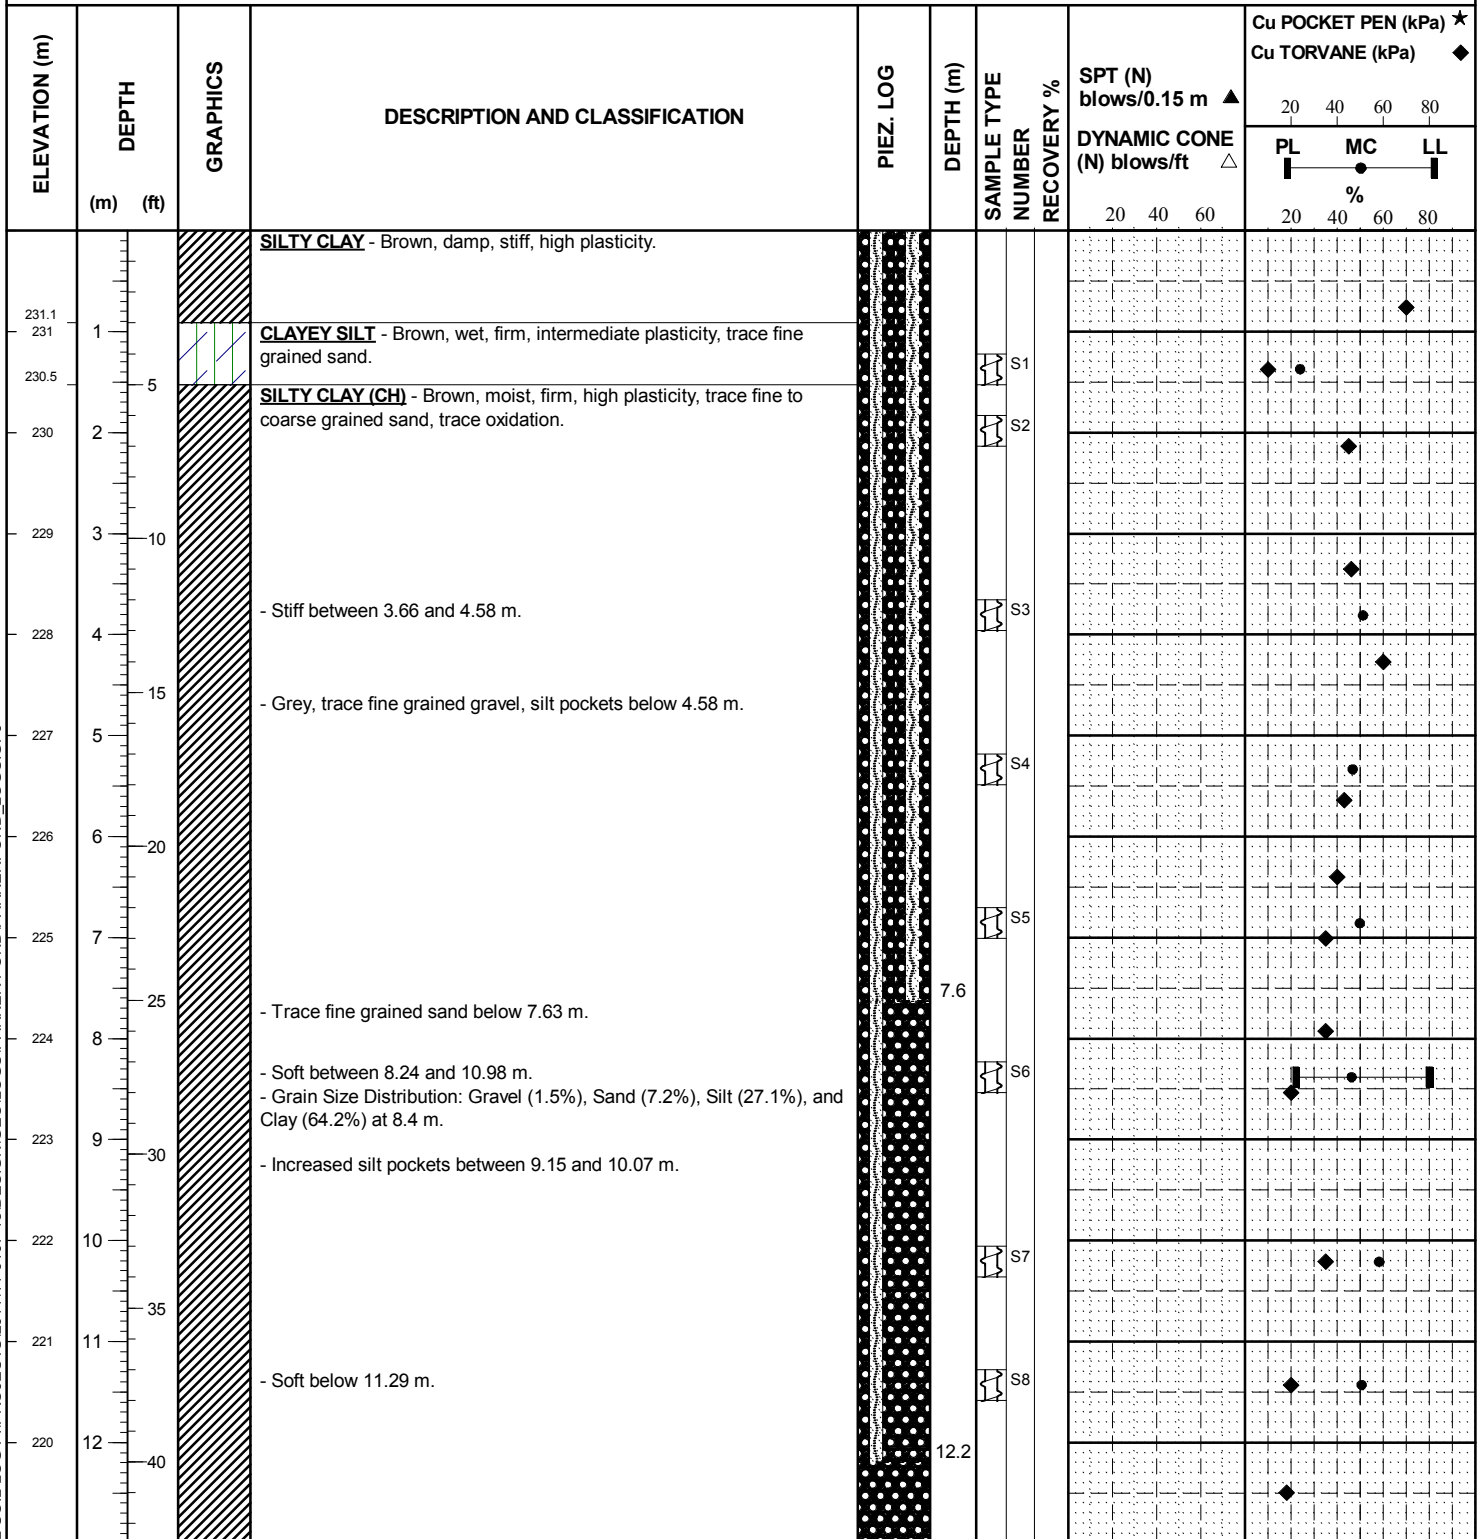 ELEVATION (m)
DEPTH
(m) (ft)
GRAPHICS
DESCRIPTION AND CLASSIFICATION
PIEZ. LOG
DEPTH (m)
SAMPLE TYPE
NUMBER
RECOVERY %
SPT (N)
blows/0.15 m ▲
DYNAMIC CONE
(N) blows/ft △
20 40 60
Cu POCKET PEN (kPa) ★
Cu TORVANE (kPa) ◆
20 40 60 80
PL MC LL
%
20 40 60 80
SILTY CLAY - Brown, damp, stiff, high plasticity.
231.1
231 1
CLAYEY SILT - Brown, wet, firm, intermediate plasticity, trace fine
grained sand.
S1
230.5
5
SILTY CLAY (CH) - Brown, moist, firm, high plasticity, trace fine to
coarse grained sand, trace oxidation.
S2
230 2
229 3
10
- Stiff between 3.66 and 4.58 m.
S3
228 4
15
- Grey, trace fine grained gravel, silt pockets below 4.58 m.
227 5
S4
226 6
20
S5
225 7
7.6
25
- Trace fine grained sand below 7.63 m.
224 8
- Soft between 8.24 and 10.98 m.
S6
- Grain Size Distribution: Gravel (1.5%), Sand (7.2%), Silt (27.1%), and
Clay (64.2%) at 8.4 m.
223 9
30
- Increased silt pockets between 9.15 and 10.07 m.
222 10
S7
35
221 11
- Soft below 11.29 m.
S8
220 12
12.2
40